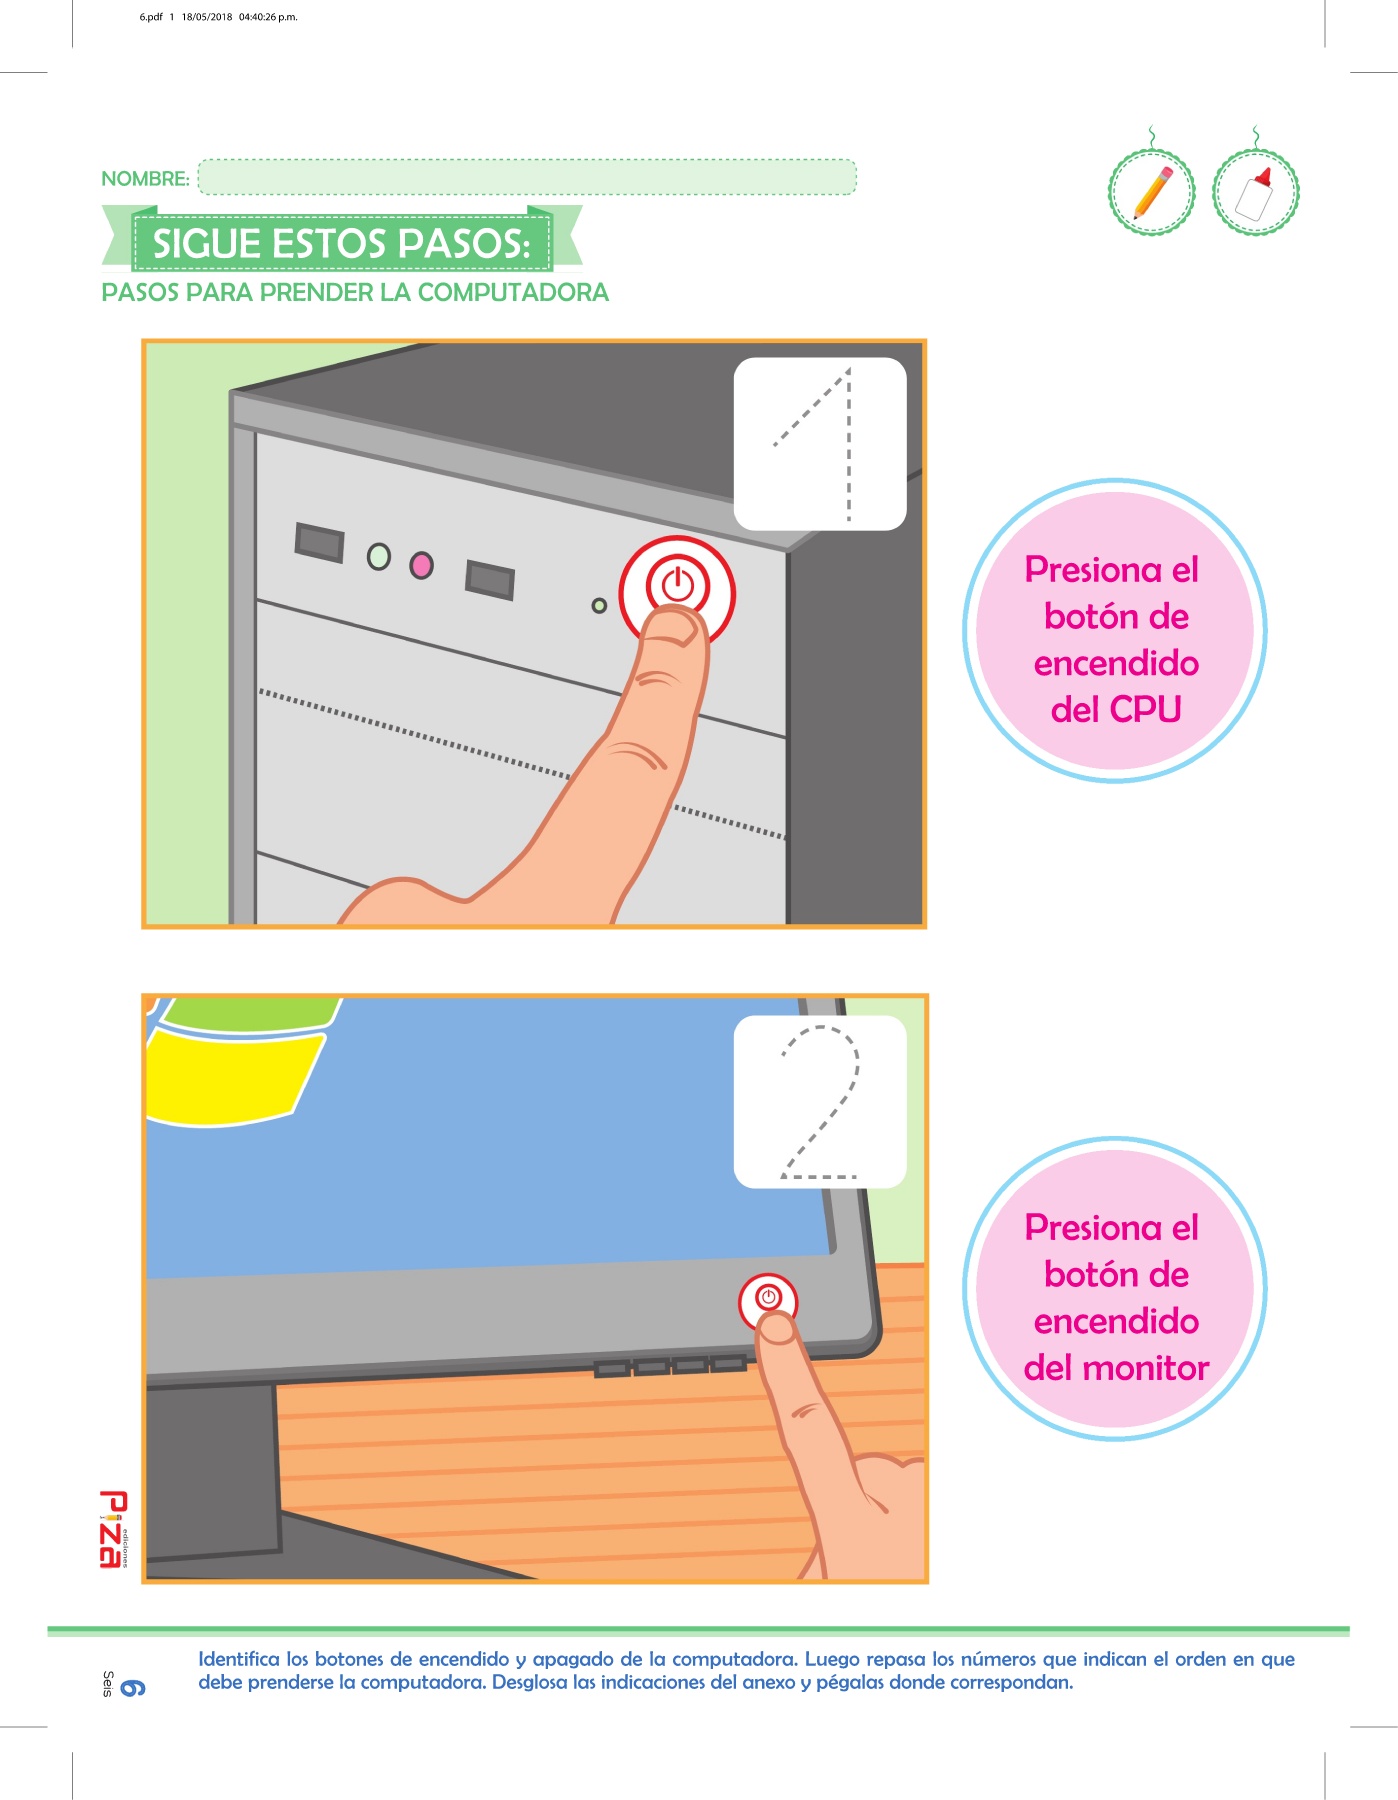 6.pdf 1 18/05/2018 04:40:26 p.m.
NOMBRE:
SIGUE ESTOS PASOS:
PASOS PARA PRENDER LA COMPUTADORA
1
Presiona el
botón de
encendido
del CPU
2
Presiona el
botón de
encendido
del monitor
Piza
ediciones
Identifica los botones de encendido y apagado de la computadora. Luego repasa los números que indican el orden en que
debe prenderse la computadora. Desglosa las indicaciones del anexo y pégalas donde correspondan.
6
Seis